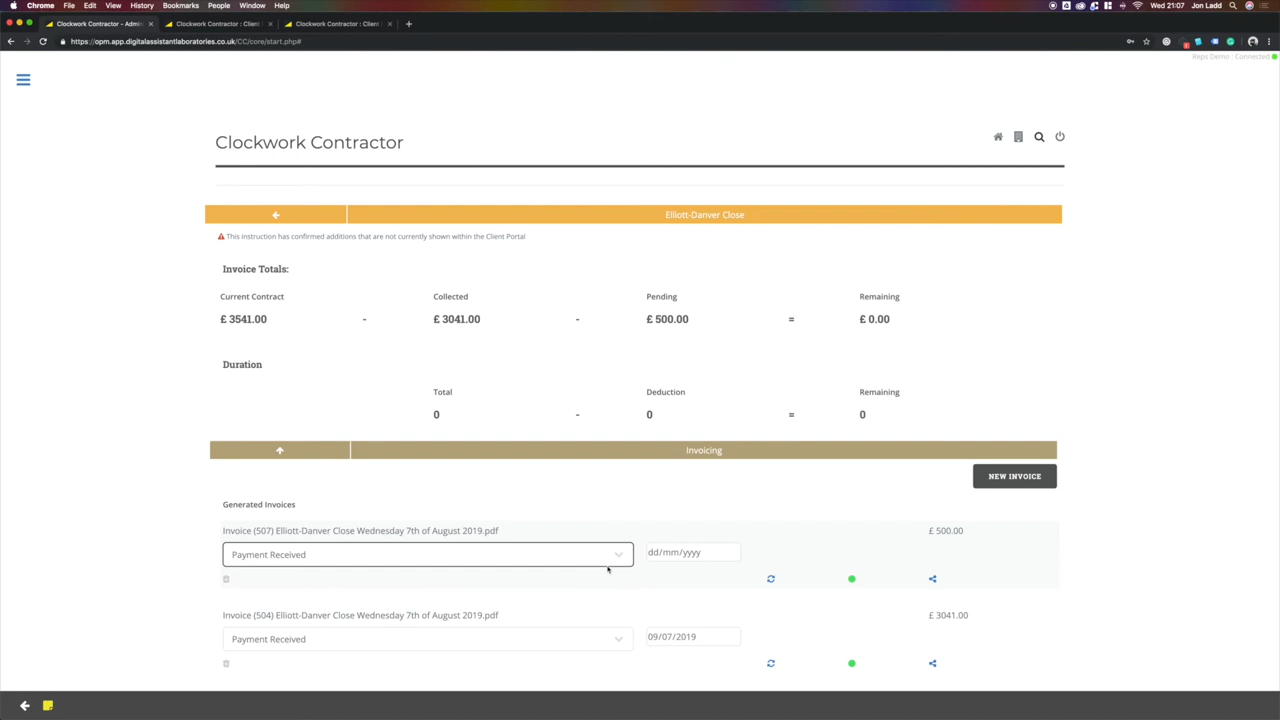 Chrome File Edit View History Bookmarks People Window Help Wed 21:07 Jon Ladd
Clockwork Contractor – Admi × Clockwork Contractor : Client × Clockwork Contractor : Client × +
https://opm.app.digitalassistantlaboratories.co.uk/CC/core/start.php#
Reps Demo : Connected
Clockwork Contractor
Elliott-Danver Close
This instruction has confirmed additions that are not currently shown within the Client Portal
Invoice Totals:
Current Contract Collected Pending Remaining
£ 3541.00 - £ 3041.00 - £ 500.00 = £ 0.00
Duration
Total Deduction Remaining
0 - 0 = 0
Invoicing
NEW INVOICE
Generated Invoices
Invoice (507) Elliott-Danver Close Wednesday 7th of August 2019.pdf £ 500.00
Payment Received dd/mm/yyyy
Invoice (504) Elliott-Danver Close Wednesday 7th of August 2019.pdf £ 3041.00
Payment Received 09/07/2019